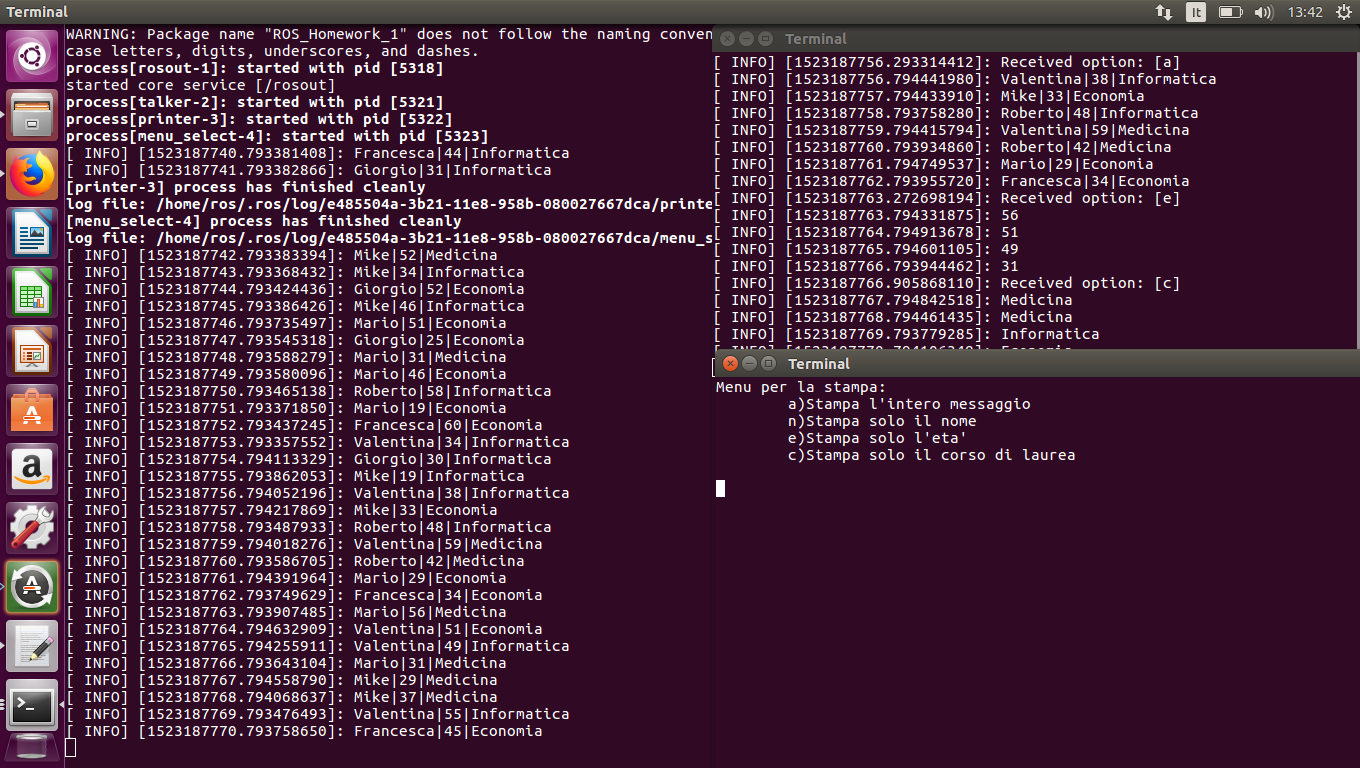 Terminal
It
13:42
WARNING: Package name "ROS_Homework_1" does not follow the naming conven
case letters, digits, underscores, and dashes.
process[rosout-1]: started with pid [5318]
started core service [/rosout]
process[talker-2]: started with pid [5321]
process[printer-3]: started with pid [5322]
process[menu_select-4]: started with pid [5323]
[ INFO] [1523187740.793381408]: Francesca|44|Informatica
[ INFO] [1523187741.793382866]: Giorgio|31|Informatica
[printer-3] process has finished cleanly
log file: /home/ros/.ros/log/e485504a-3b21-11e8-958b-080027667dca/printe
[menu_select-4] process has finished cleanly
log file: /home/ros/.ros/log/e485504a-3b21-11e8-958b-080027667dca/menu_s
[ INFO] [1523187742.793383394]: Mike|52|Medicina
[ INFO] [1523187743.793368432]: Mike|34|Informatica
[ INFO] [1523187744.793424436]: Giorgio|52|Economia
[ INFO] [1523187745.793386426]: Mike|46|Informatica
[ INFO] [1523187746.793735497]: Mario|51|Economia
[ INFO] [1523187747.793545318]: Giorgio|25|Economia
[ INFO] [1523187748.793588279]: Mario|31|Medicina
[ INFO] [1523187749.793580096]: Mario|46|Economia
[ INFO] [1523187750.793465138]: Roberto|58|Informatica
[ INFO] [1523187751.793371850]: Mario|19|Economia
[ INFO] [1523187752.793437245]: Francesca|60|Economia
[ INFO] [1523187753.793357552]: Valentina|34|Informatica
[ INFO] [1523187754.794113329]: Giorgio|30|Informatica
[ INFO] [1523187755.793862053]: Mike|19|Informatica
[ INFO] [1523187756.794052196]: Valentina|38|Informatica
[ INFO] [1523187757.794217869]: Mike|33|Economia
[ INFO] [1523187758.793487933]: Roberto|48|Informatica
[ INFO] [1523187759.794018276]: Valentina|59|Medicina
[ INFO] [1523187760.793586705]: Roberto|42|Medicina
[ INFO] [1523187761.794391964]: Mario|29|Economia
[ INFO] [1523187762.793749629]: Francesca|34|Economia
[ INFO] [1523187763.793907485]: Mario|56|Medicina
[ INFO] [1523187764.794632909]: Valentina|51|Economia
[ INFO] [1523187765.794255911]: Valentina|49|Informatica
[ INFO] [1523187766.793643104]: Mario|31|Medicina
[ INFO] [1523187767.794558790]: Mike|29|Medicina
[ INFO] [1523187768.794068637]: Mike|37|Medicina
[ INFO] [1523187769.793476493]: Valentina|55|Informatica
[ INFO] [1523187770.793758650]: Francesca|45|Economia
Terminal
[ INFO] [1523187756.293314412]: Received option: [a]
[ INFO] [1523187756.794441980]: Valentina|38|Informatica
[ INFO] [1523187757.794433910]: Mike|33|Economia
[ INFO] [1523187758.793758280]: Roberto|48|Informatica
[ INFO] [1523187759.794415794]: Valentina|59|Medicina
[ INFO] [1523187760.793934860]: Roberto|42|Medicina
[ INFO] [1523187761.794749537]: Mario|29|Economia
[ INFO] [1523187762.793955720]: Francesca|34|Economia
[ INFO] [1523187763.272698194]: Received option: [e]
[ INFO] [1523187763.794331875]: 56
[ INFO] [1523187764.794913678]: 51
[ INFO] [1523187765.794601105]: 49
[ INFO] [1523187766.793944462]: 31
[ INFO] [1523187766.905868110]: Received option: [c]
[ INFO] [1523187767.794842518]: Medicina
[ INFO] [1523187768.794461435]: Medicina
[ INFO] [1523187769.793779285]: Informatica
Terminal
Menu per la stampa:
a)Stampa l'intero messaggio
n)Stampa solo il nome
e)Stampa solo l'eta'
c)Stampa solo il corso di laurea